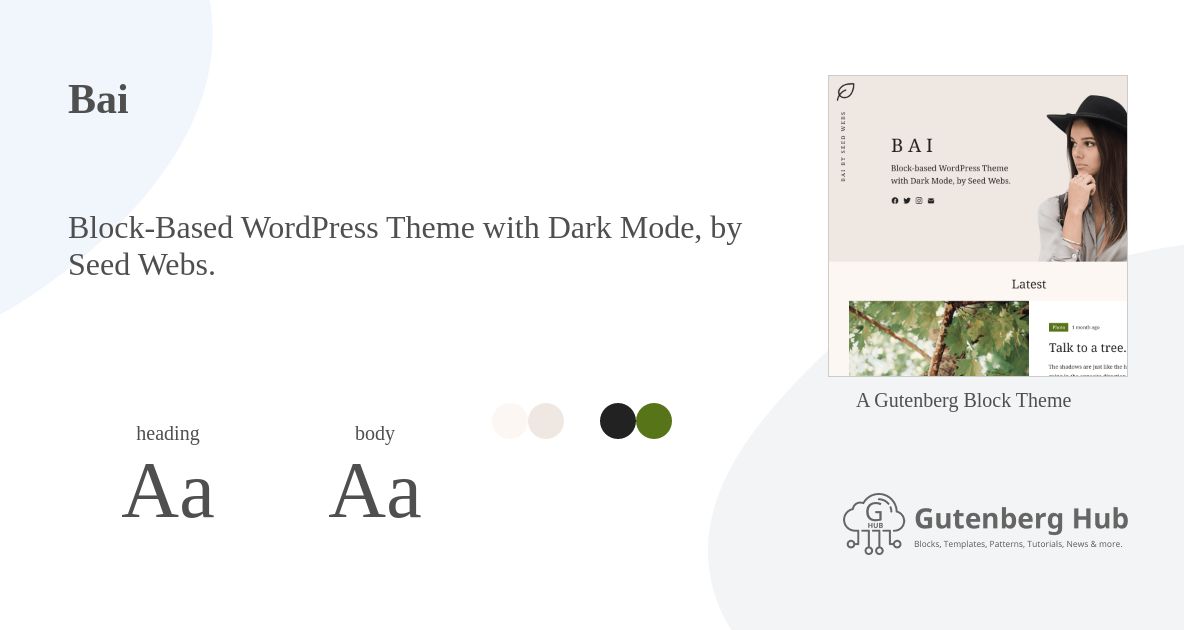 Bai
Block-Based WordPress Theme with Dark Mode, by
Seed Webs.
heading
Aa
body
Aa
BAI BY SEED WEBS
BAI
Block-based WordPress Theme
with Dark Mode, by Seed Webs.
Latest
Photo 1 month ago
Talk to a tree.
The shadows are just like the h
A Gutenberg Block Theme
G
HUB
Gutenberg Hub
Blocks, Templates, Patterns, Tutorials, News & more.